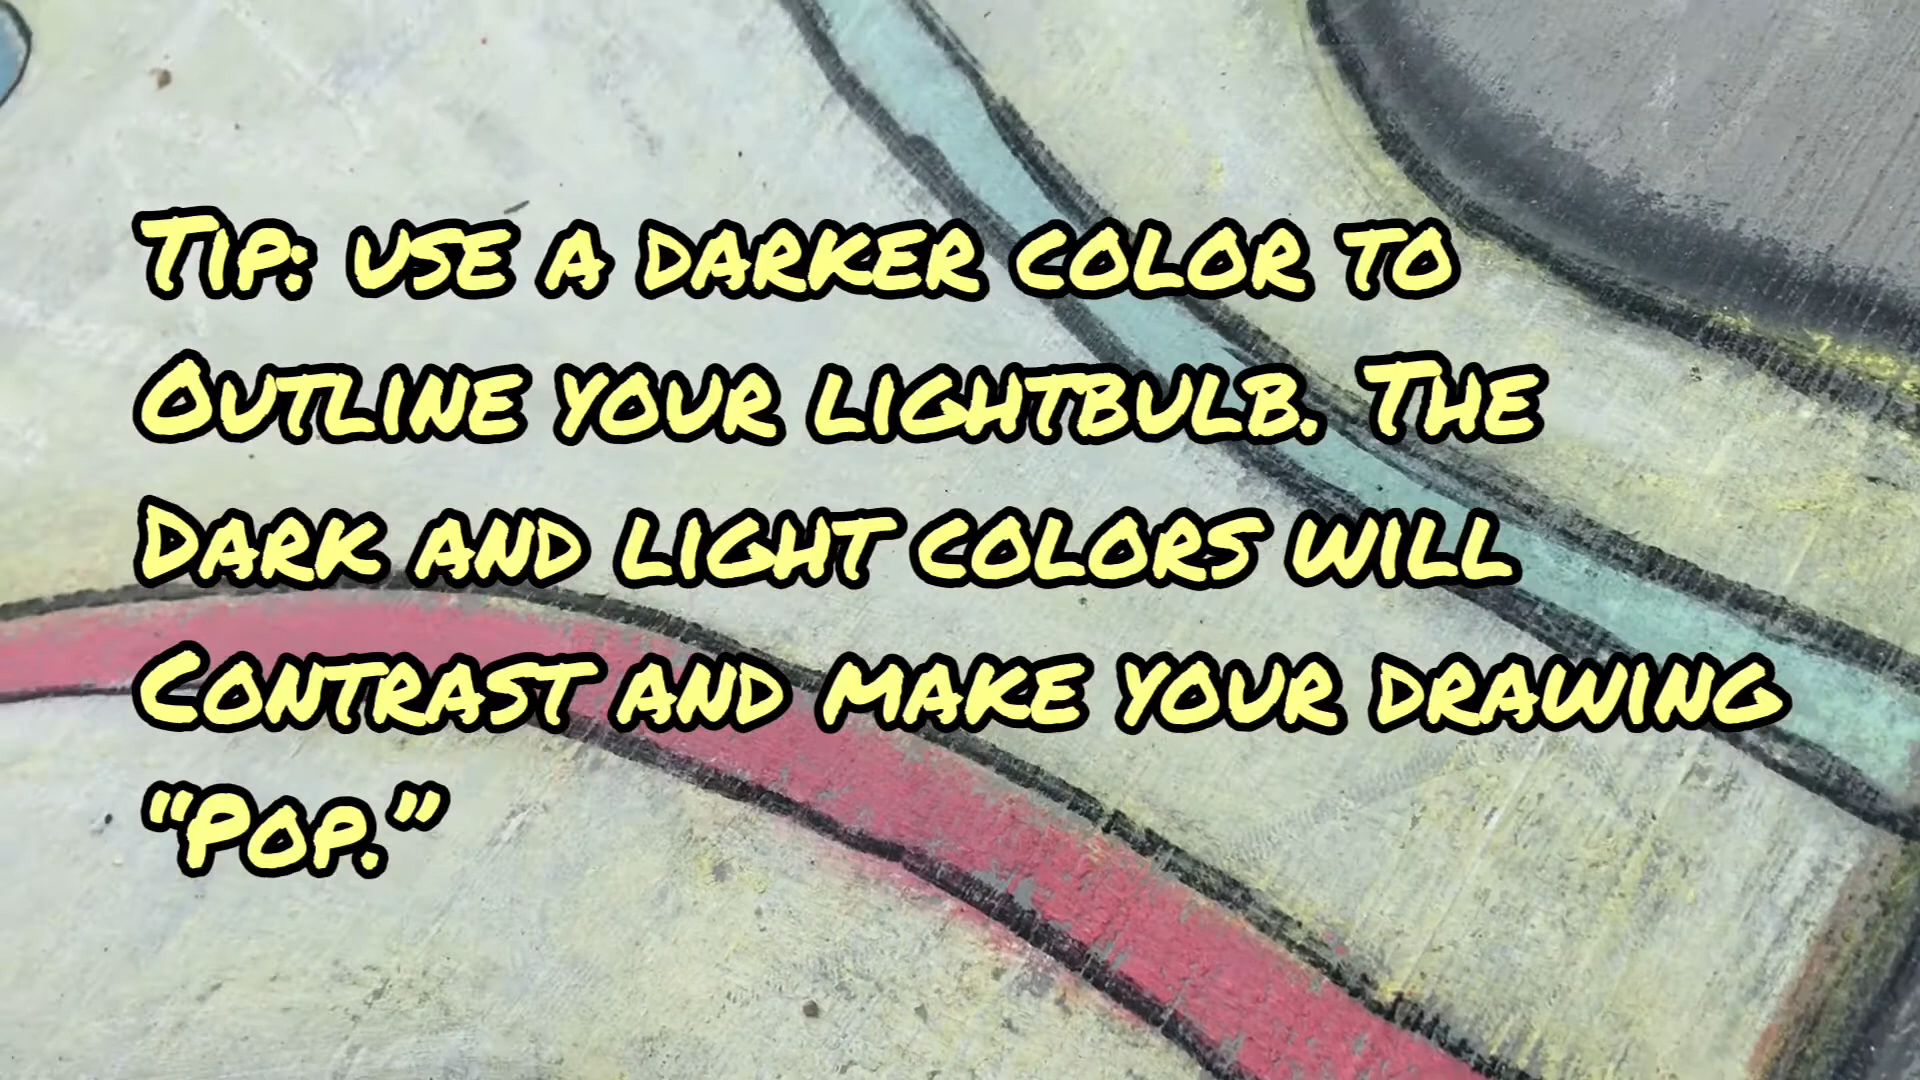 Tip: use a darker color to
Outline your lightbulb. The
Dark and light colors will
Contrast and make your drawing
“Pop.”